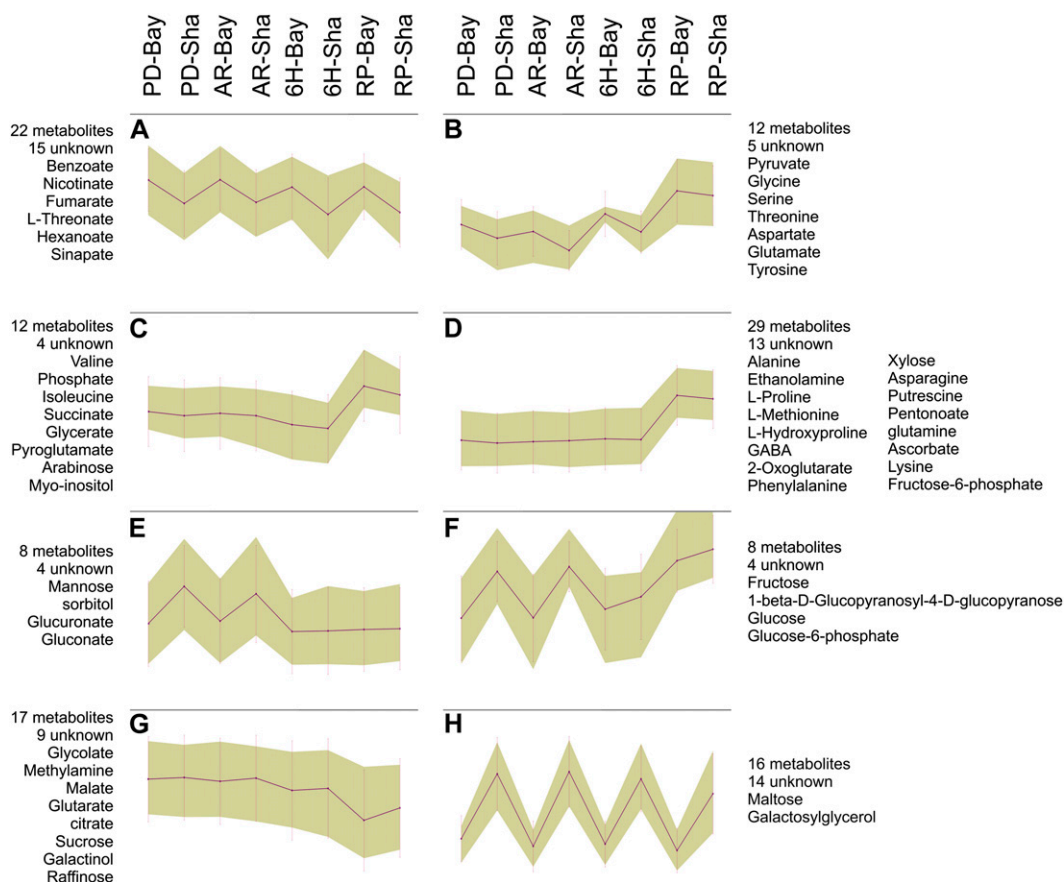 PD-Bay
PD-Sha
AR-Bay
AR-Sha
6H-Bay
6H-Sha
RP-Bay
RP-Sha
PD-Bay
PD-Sha
AR-Bay
AR-Sha
6H-Bay
6H-Sha
RP-Bay
RP-Sha
22 metabolites
15 unknown
Benzoate
Nicotinate
Fumarate
L-Threonate
Hexanoate
Sinapate
A
B
12 metabolites
5 unknown
Pyruvate
Glycine
Serine
Threonine
Aspartate
Glutamate
Tyrosine
12 metabolites
4 unknown
Valine
Phosphate
Isoleucine
Succinate
Glycerate
Pyroglutamate
Arabinose
Myo-inositol
C
D
29 metabolites
13 unknown
Alanine
Ethanolamine
L-Proline
L-Methionine
L-Hydroxyproline
GABA
2-Oxoglutarate
Phenylalanine
Xylose
Asparagine
Putrescine
Pentonoate
glutamine
Ascorbate
Lysine
Fructose-6-phosphate
8 metabolites
4 unknown
Mannose
sorbitol
Glucuronate
Gluconate
E
F
8 metabolites
4 unknown
Fructose
1-beta-D-Glucopyranosyl-4-D-glucopyranose
Glucose
Glucose-6-phosphate
17 metabolites
9 unknown
Glycolate
Methylamine
Malate
Glutarate
citrate
Sucrose
Galactinol
Raffinose
G
H
16 metabolites
14 unknown
Maltose
Galactosylglycerol